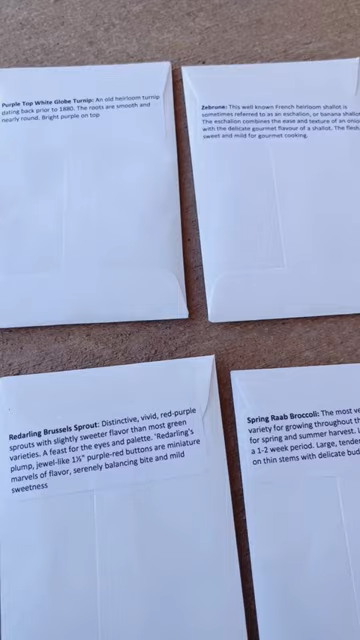 Purple Top White Globe Turnip: An old heirloom turnip
dating back prior to 1880. The roots are smooth and
nearly round. Bright purple on top
Zebrune: This well known French heirloom shallot is
sometimes referred to as an eschalion, or banana shallot
The eschalion combines the ease and texture of an onion
with the delicate gourmet flavour of a shallot. The flesh
sweet and mild for gourmet cooking.
Redarling Brussels Sprout: Distinctive, vivid, red-purple
sprouts with slightly sweeter flavor than most green
varieties. A feast for the eyes and palette. 'Redarling's
plump, jewel-like 1½" purple-red buttons are miniature
marvels of flavor, serenely balancing bite and mild
sweetness
Spring Raab Broccoli: The most
variety for growing throughout
for spring and summer harvest.
a 1-2 week period. Large, tender
on thin stems with delicate